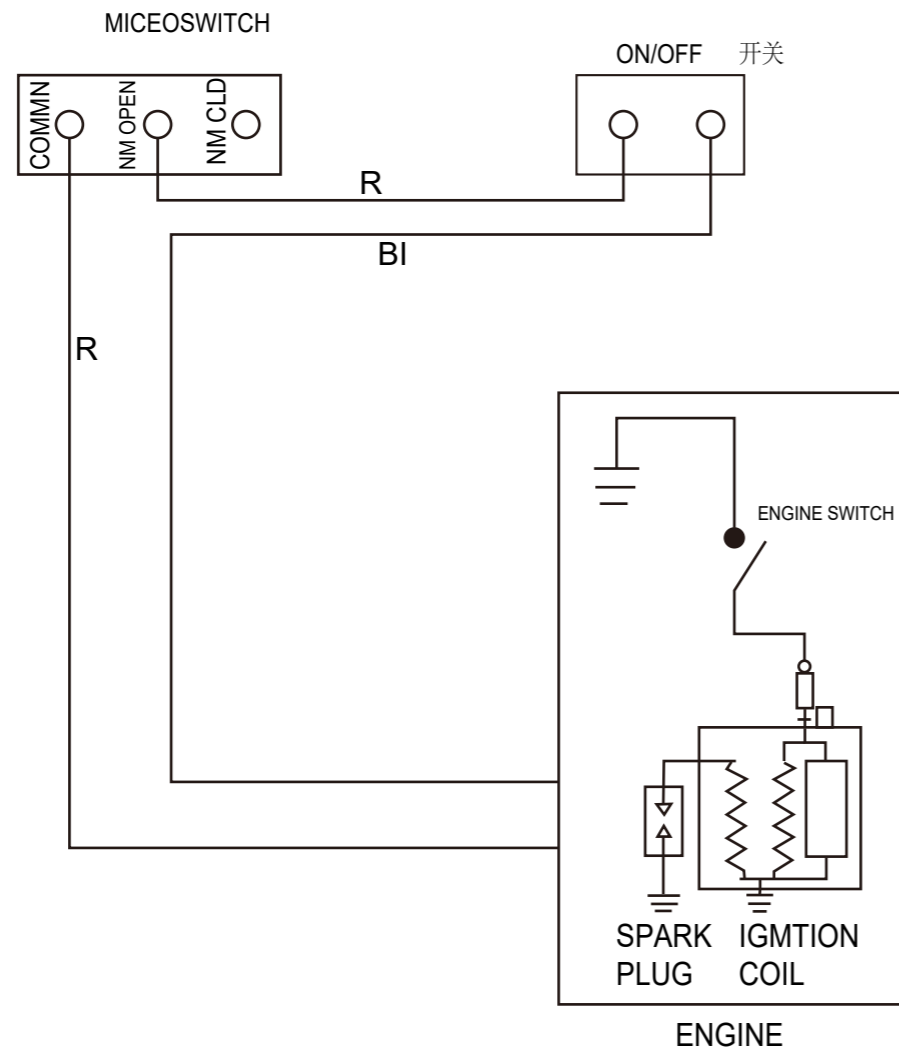 MICEOSWITCH
ON/OFF 开关
COMMN
NM OPEN
NM CLD
R
BI
R
ENGINE SWITCH
SPARK
PLUG
IGMTION
COIL
ENGINE